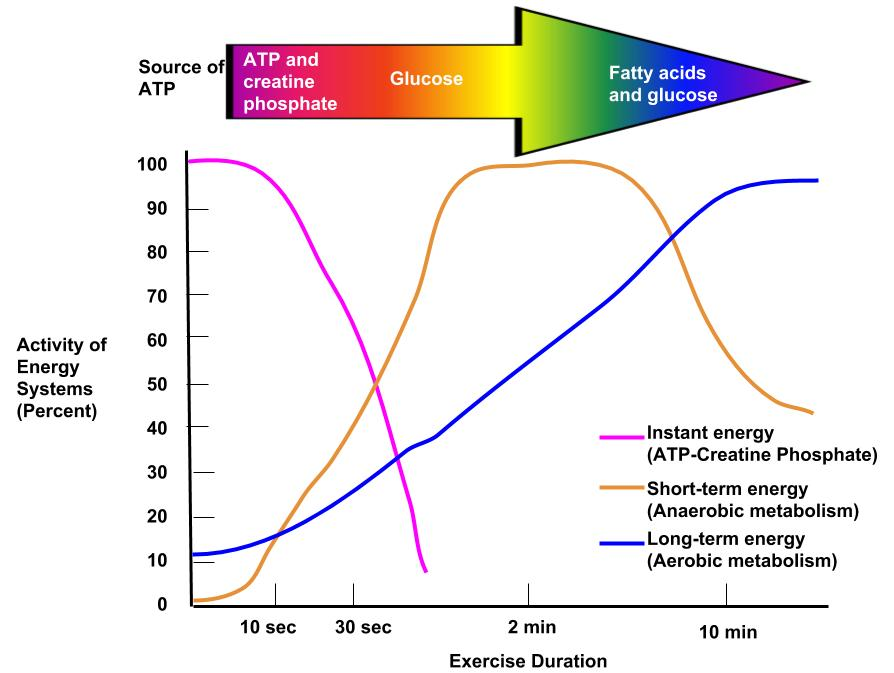 Source of
ATP
ATP and
creatine
phosphate
Glucose
Fatty acids
and glucose
100
90
80
70
60
50
40
30
20
10
0
Activity of
Energy
Systems
(Percent)
Instant energy
(ATP-Creatine Phosphate)
Short-term energy
(Anaerobic metabolism)
Long-term energy
(Aerobic metabolism)
10 sec
30 sec
2 min
10 min
Exercise Duration